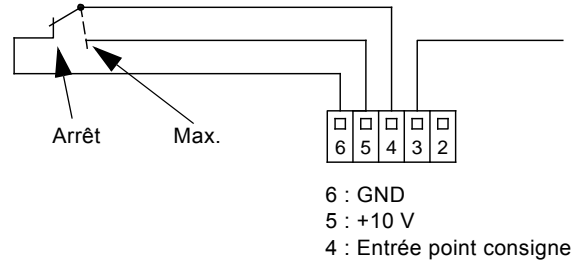 Arrêt Max.
6 5 4 3 2
6 : GND
5 : +10 V
4 : Entrée point consigne